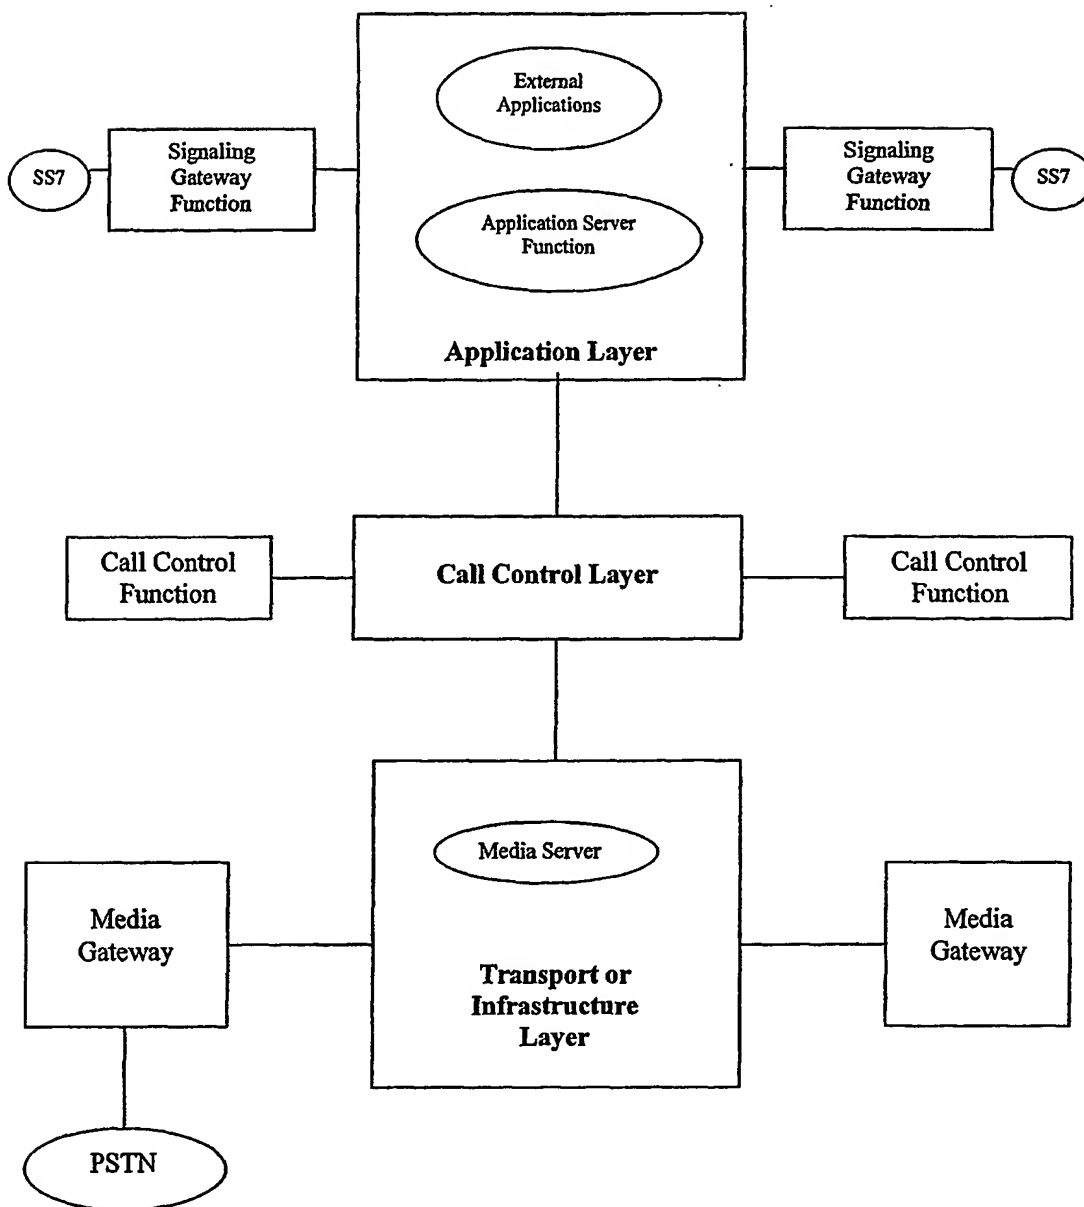 External
Applications
SS7
Signaling
Gateway
Function
Signaling
Gateway
Function
SS7
Application Server
Function
Application Layer
Call Control
Function
Call Control Layer
Call Control
Function
Media Server
Media
Gateway
Media
Gateway
Transport or
Infrastructure
Layer
PSTN